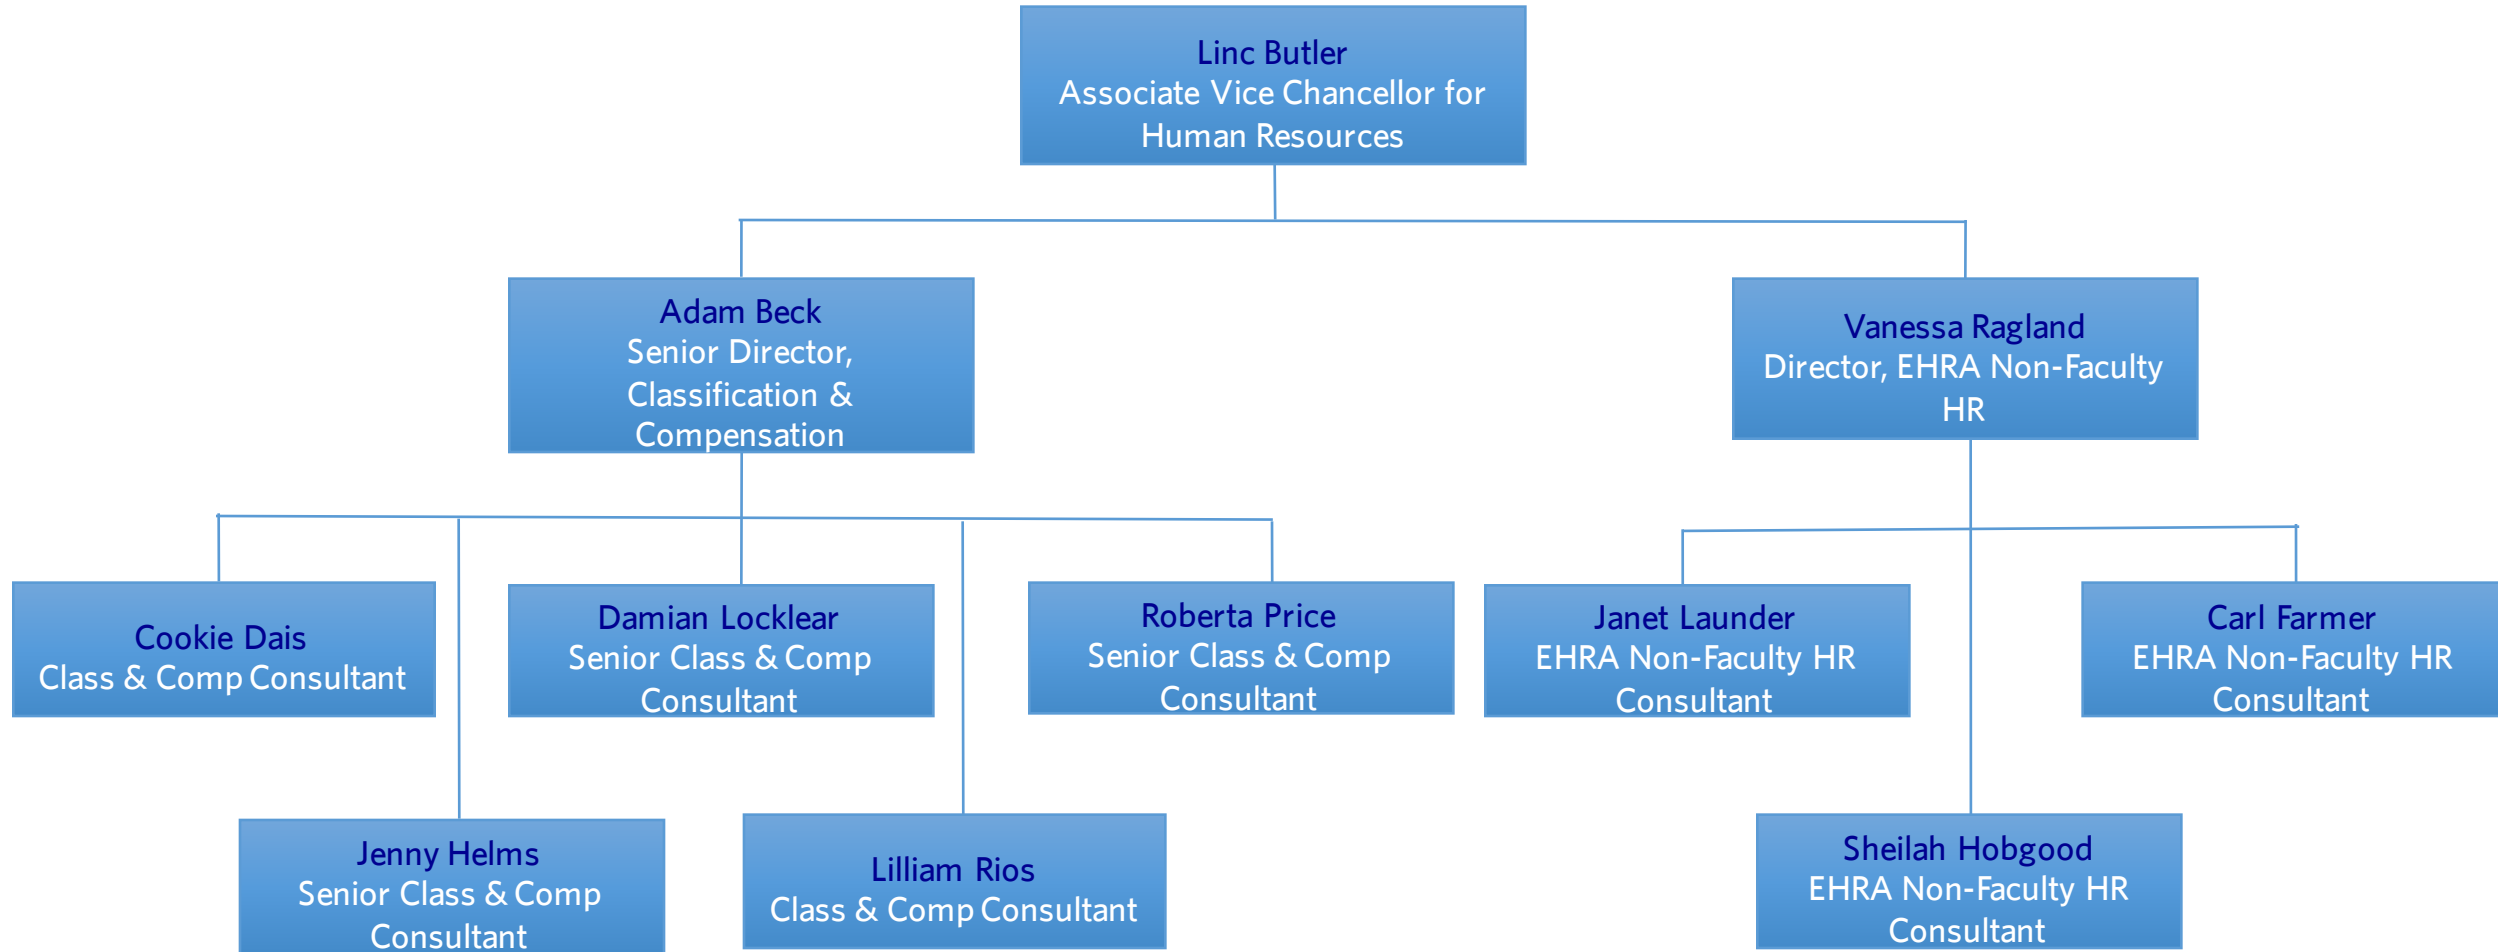 Linc Butler
Associate Vice Chancellor for
Human Resources
Adam Beck
Senior Director,
Classification &
Compensation
Vanessa Ragland
Director, EHRA Non-Faculty
HR
Cookie Dais
Class & Comp Consultant
Damian Locklear
Senior Class & Comp
Consultant
Roberta Price
Senior Class & Comp
Consultant
Janet Launder
EHRA Non-Faculty HR
Consultant
Carl Farmer
EHRA Non-Faculty HR
Consultant
Jenny Helms
Senior Class & Comp
Consultant
Lilliam Rios
Class & Comp Consultant
Sheilah Hobgood
EHRA Non-Faculty HR
Consultant